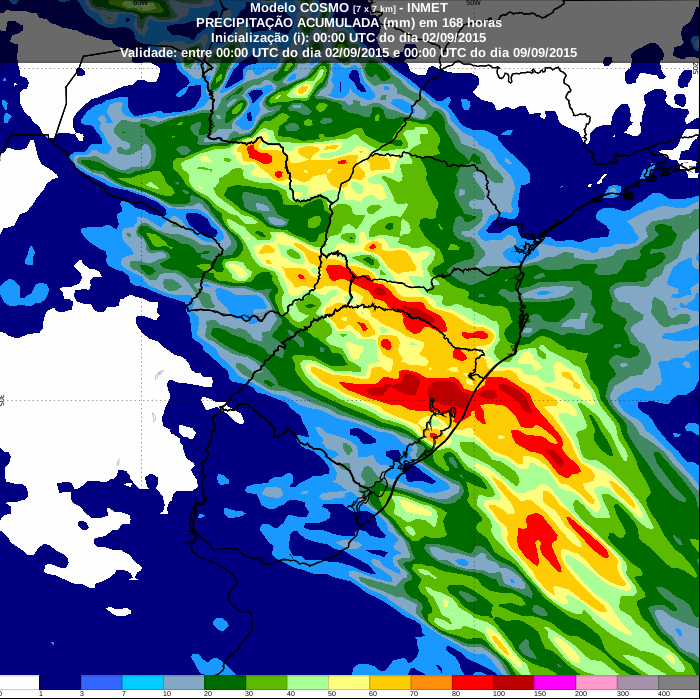 Modelo COSMO [7 x 7 km] - INMET
PRECIPITAÇÃO ACUMULADA (mm) em 168 horas
Inicialização (i): 00:00 UTC do dia 02/09/2015
Validade: entre 00:00 UTC do dia 02/09/2015 e 00:00 UTC do dia 09/09/2015
60W 50W
0 1 3 7 10 20 30 40 50 60 70 80 100 150 200 300 400